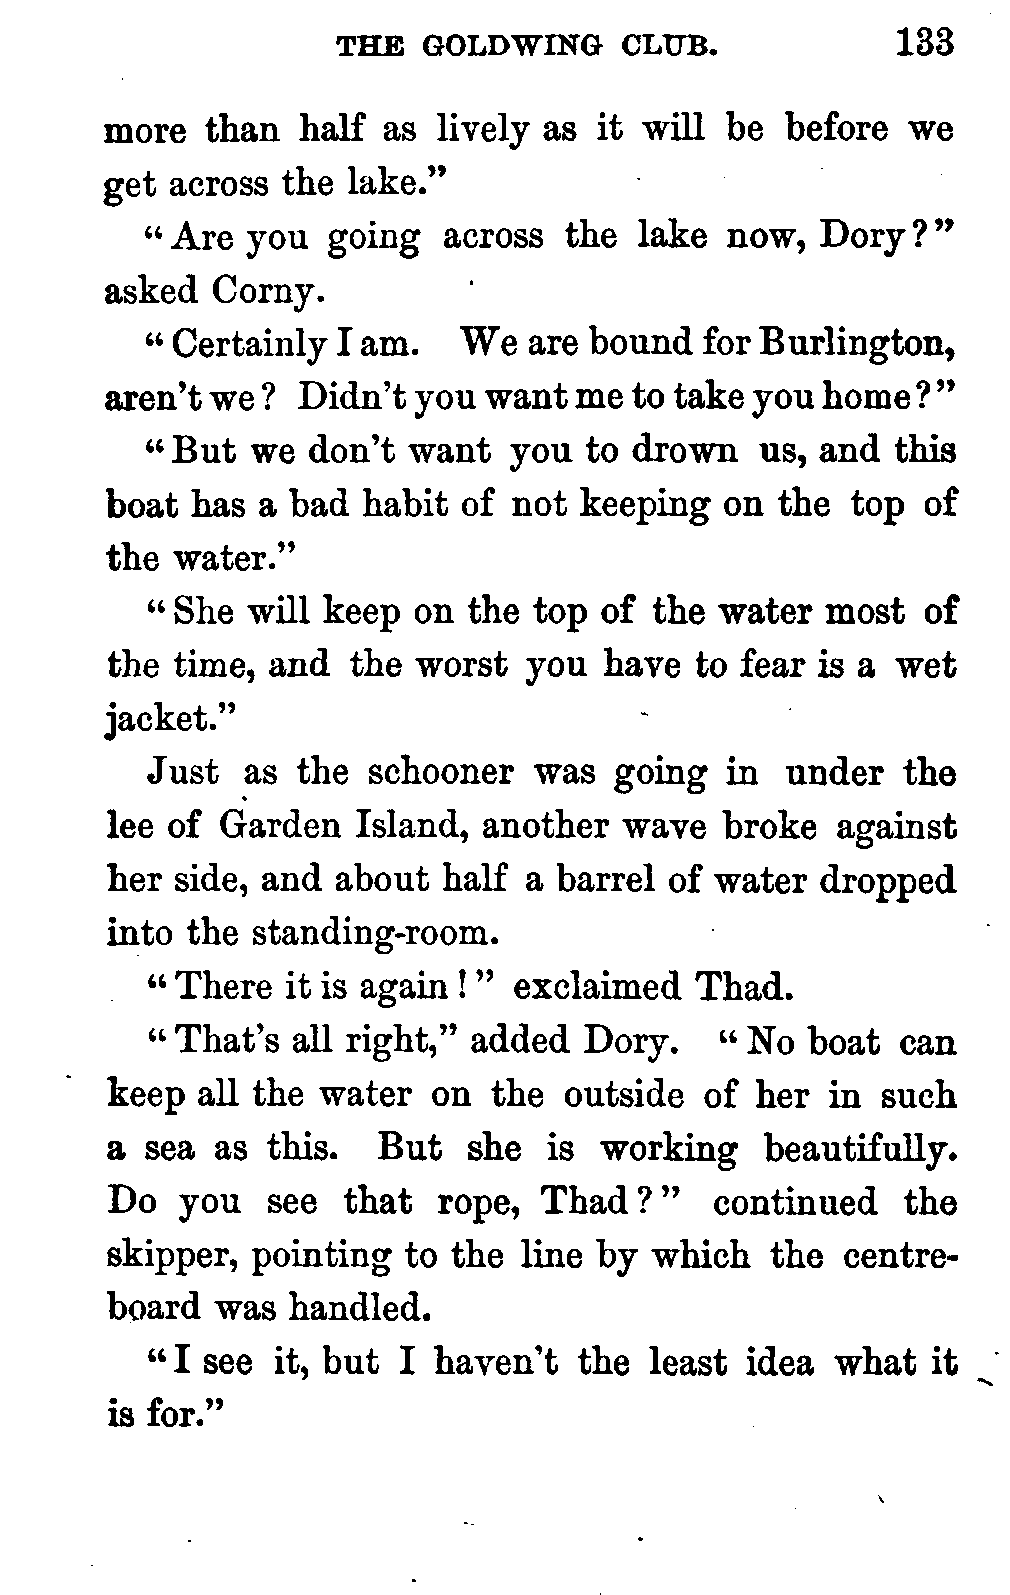 THE GOLDWING CLUB. 133
more than half as lively as it will be before we
get across the lake."
"Are you going across the lake now, Dory?"
asked Corny.
"Certainly I am. We are bound for Burlington,
aren't we? Didn't you want me to take you home?"
"But we don't want you to drown us, and this
boat has a bad habit of not keeping on the top of
the water."
"She will keep on the top of the water most of
the time, and the worst you have to fear is a wet
jacket."
Just as the schooner was going in under the
lee of Garden Island, another wave broke against
her side, and about half a barrel of water dropped
into the standing-room.
"There it is again!" exclaimed Thad.
"That's all right," added Dory. "No boat can
keep all the water on the outside of her in such
a sea as this. But she is working beautifully.
Do you see that rope, Thad?" continued the
skipper, pointing to the line by which the centre-
board was handled.
"I see it, but I haven't the least idea what it
is for."